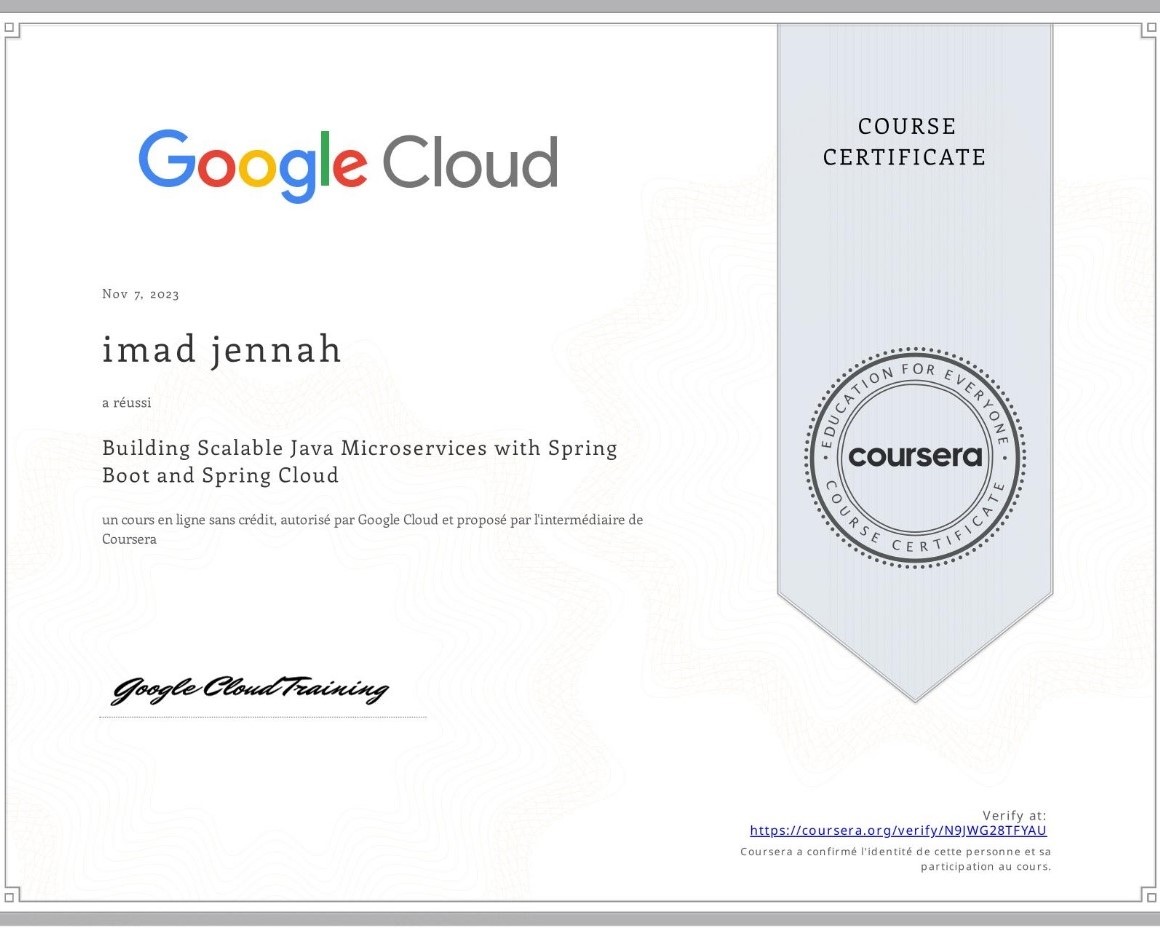 Google Cloud
COURSE
CERTIFICATE
Nov 7, 2023
imad jennah
a réussi
Building Scalable Java Microservices with Spring
Boot and Spring Cloud
un cours en ligne sans crédit, autorisé par Google Cloud et proposé par l'intermédiaire de
Coursera
EDUCATION FOR EVERYONE
coursera
COURSE CERTIFICATE
Google Cloud Training
Verify at:
https://coursera.org/verify/N9JWG28TFYAU
Coursera a confirmé l'identité de cette personne et sa
participation au cours.